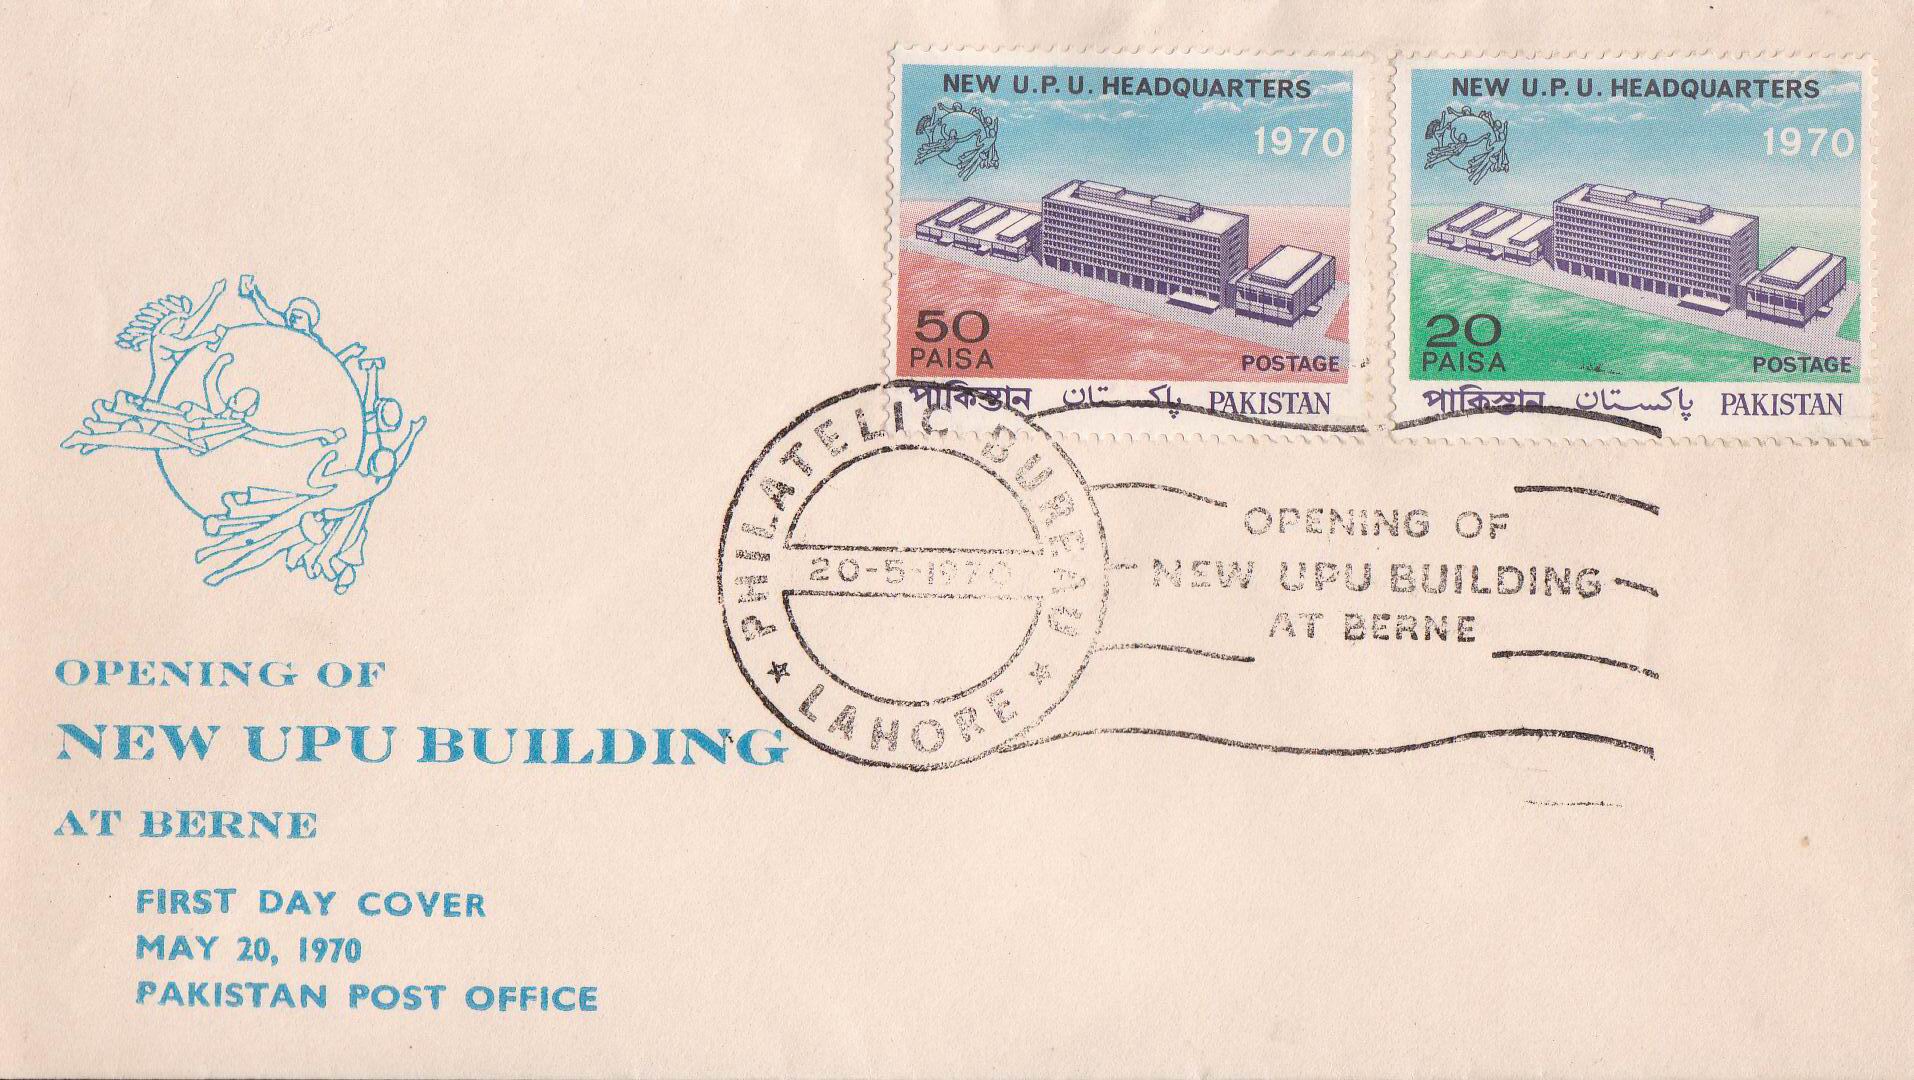 NEW U.P.U. HEADQUARTERS
1970
50
PAISA
POSTAGE
পাকিস্তান پاکستان PAKISTAN
NEW U.P.U. HEADQUARTERS
1970
20
PAISA
POSTAGE
পাকিস্তান پاکستان PAKISTAN
PHILATELIC BUREAU
20-5-1970
LAHORE
OPENING OF
NEW UPU BUILDING
AT BERNE
OPENING OF
NEW UPU BUILDING
AT BERNE
FIRST DAY COVER
MAY 20, 1970
PAKISTAN POST OFFICE